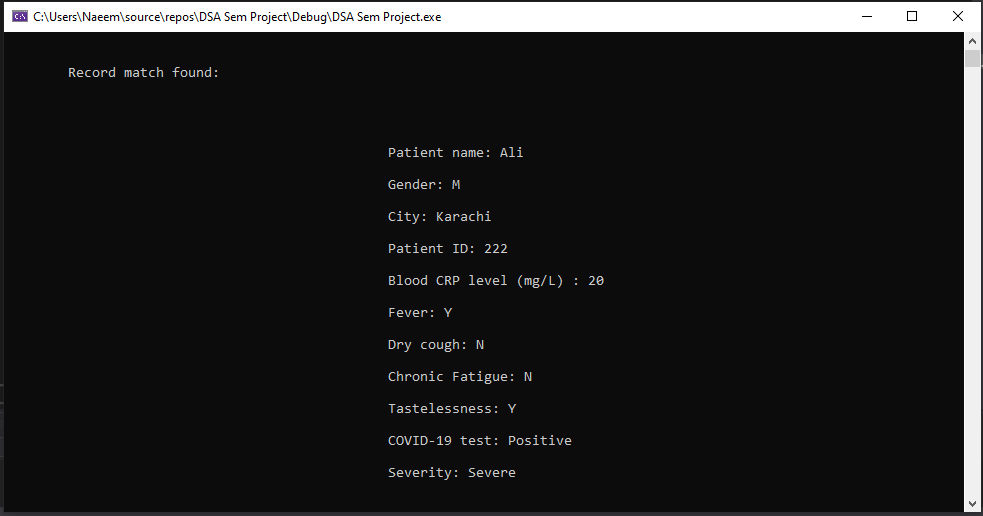 C:\Users\Naeem\source\repos\DSA Sem Project\Debug\DSA Sem Project.exe
Record match found:
Patient name: Ali
Gender: M
City: Karachi
Patient ID: 222
Blood CRP level (mg/L) : 20
Fever: Y
Dry cough: N
Chronic Fatigue: N
Tastelessness: Y
COVID-19 test: Positive
Severity: Severe